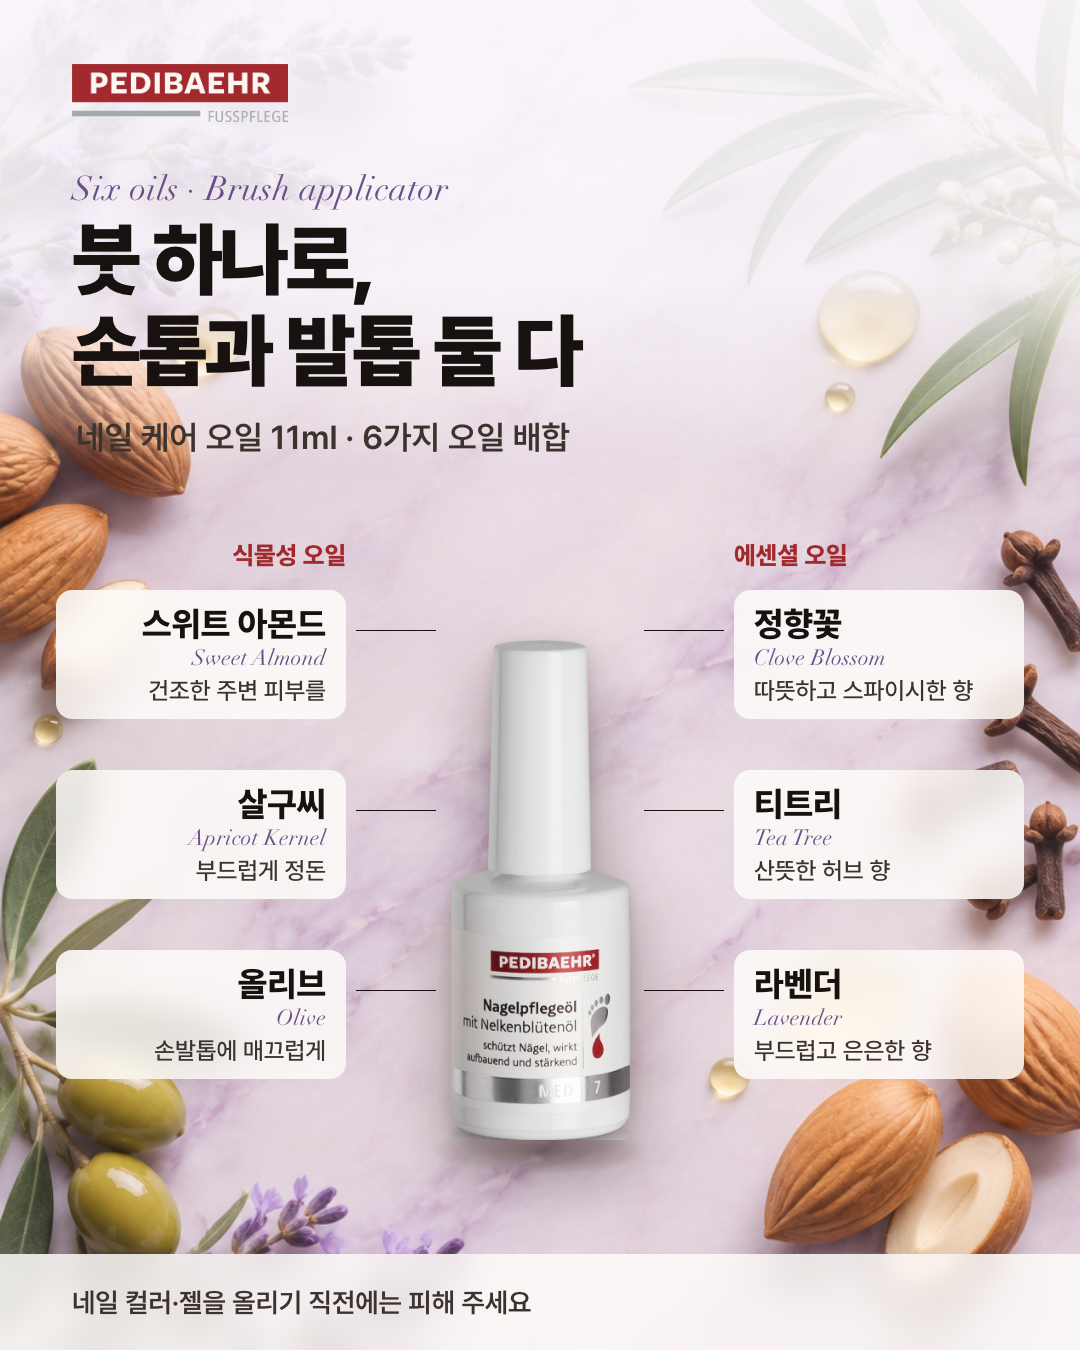 PEDIBAEHR
FUSSPFLEGE
Six oils · Brush applicator
붓 하나로,
손톱과 발톱 둘 다
네일 케어 오일 11ml · 6가지 오일 배합
식물성 오일
스위트 아몬드
Sweet Almond
건조한 주변 피부를
살구씨
Apricot Kernel
부드럽게 정돈
올리브
Olive
손발톱에 매끄럽게
에센셜 오일
정향꽃
Clove Blossom
따뜻하고 스파이시한 향
티트리
Tea Tree
산뜻한 허브 향
라벤더
Lavender
부드럽고 은은한 향
PEDIBAEHR®
Nagelpflegeöl
mit Nelkenblütenöl
schützt Nägel, wirkt
aufbauend und stärkend
MED 7
네일 컬러·젤을 올리기 직전에는 피해 주세요